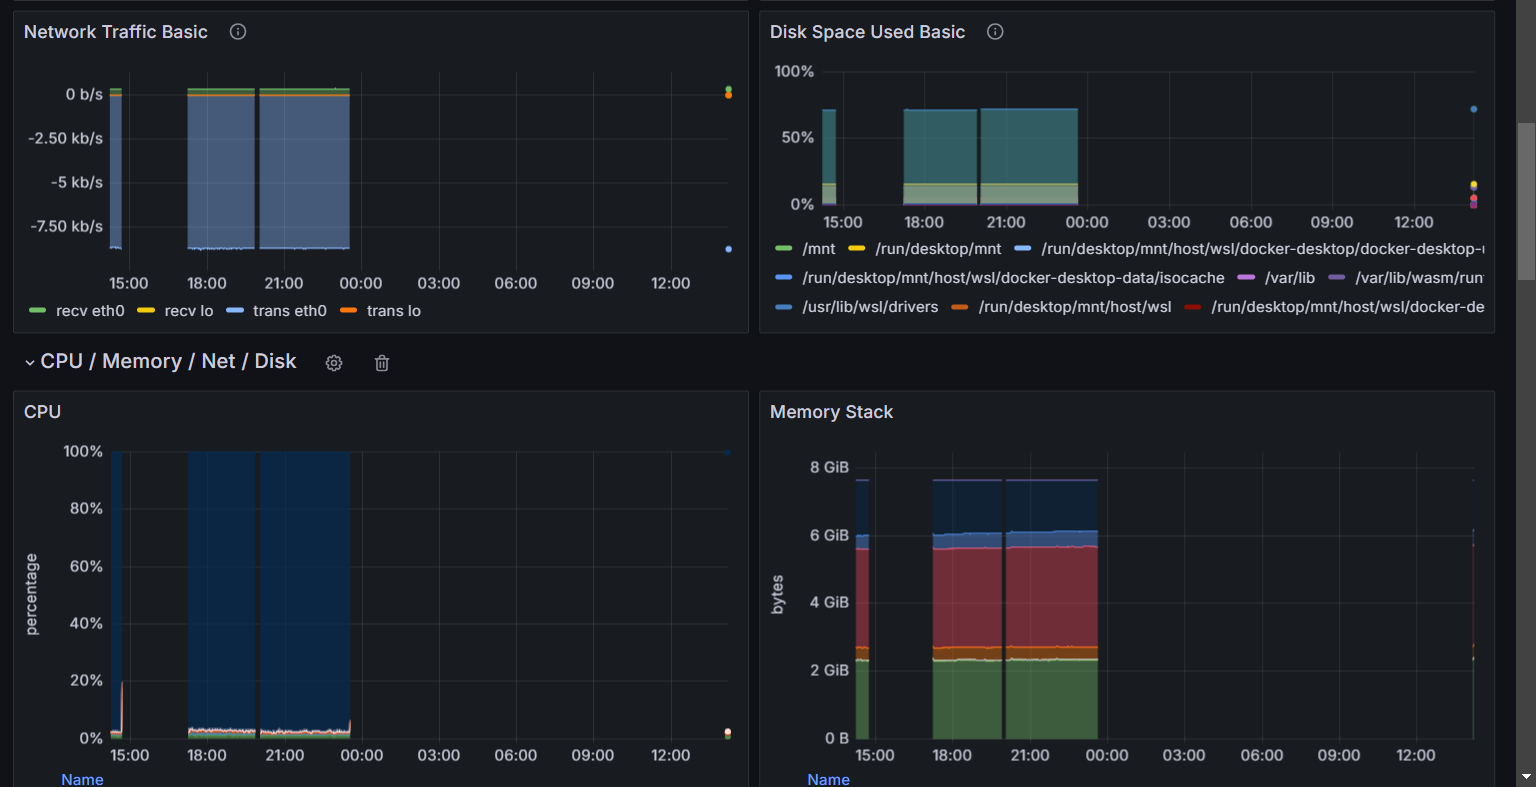 Network Traffic Basic
0 b/s
-2.50 kb/s
-5 kb/s
-7.50 kb/s
15:00 18:00 21:00 00:00 03:00 06:00 09:00 12:00
recv eth0 recv lo trans eth0 trans lo
Disk Space Used Basic
100%
50%
0%
15:00 18:00 21:00 00:00 03:00 06:00 09:00 12:00
/mnt /run/desktop/mnt /run/desktop/mnt/host/wsl/docker-desktop/docker-desktop-
/run/desktop/mnt/host/wsl/docker-desktop-data/isocache /var/lib /var/lib/wasm/run
/usr/lib/wsl/drivers /run/desktop/mnt/host/wsl /run/desktop/mnt/host/wsl/docker-de
CPU / Memory / Net / Disk
CPU
percentage
100%
80%
60%
40%
20%
0%
15:00 18:00 21:00 00:00 03:00 06:00 09:00 12:00
Name
Memory Stack
bytes
8 GiB
6 GiB
4 GiB
2 GiB
0 B
15:00 18:00 21:00 00:00 03:00 06:00 09:00 12:00
Name